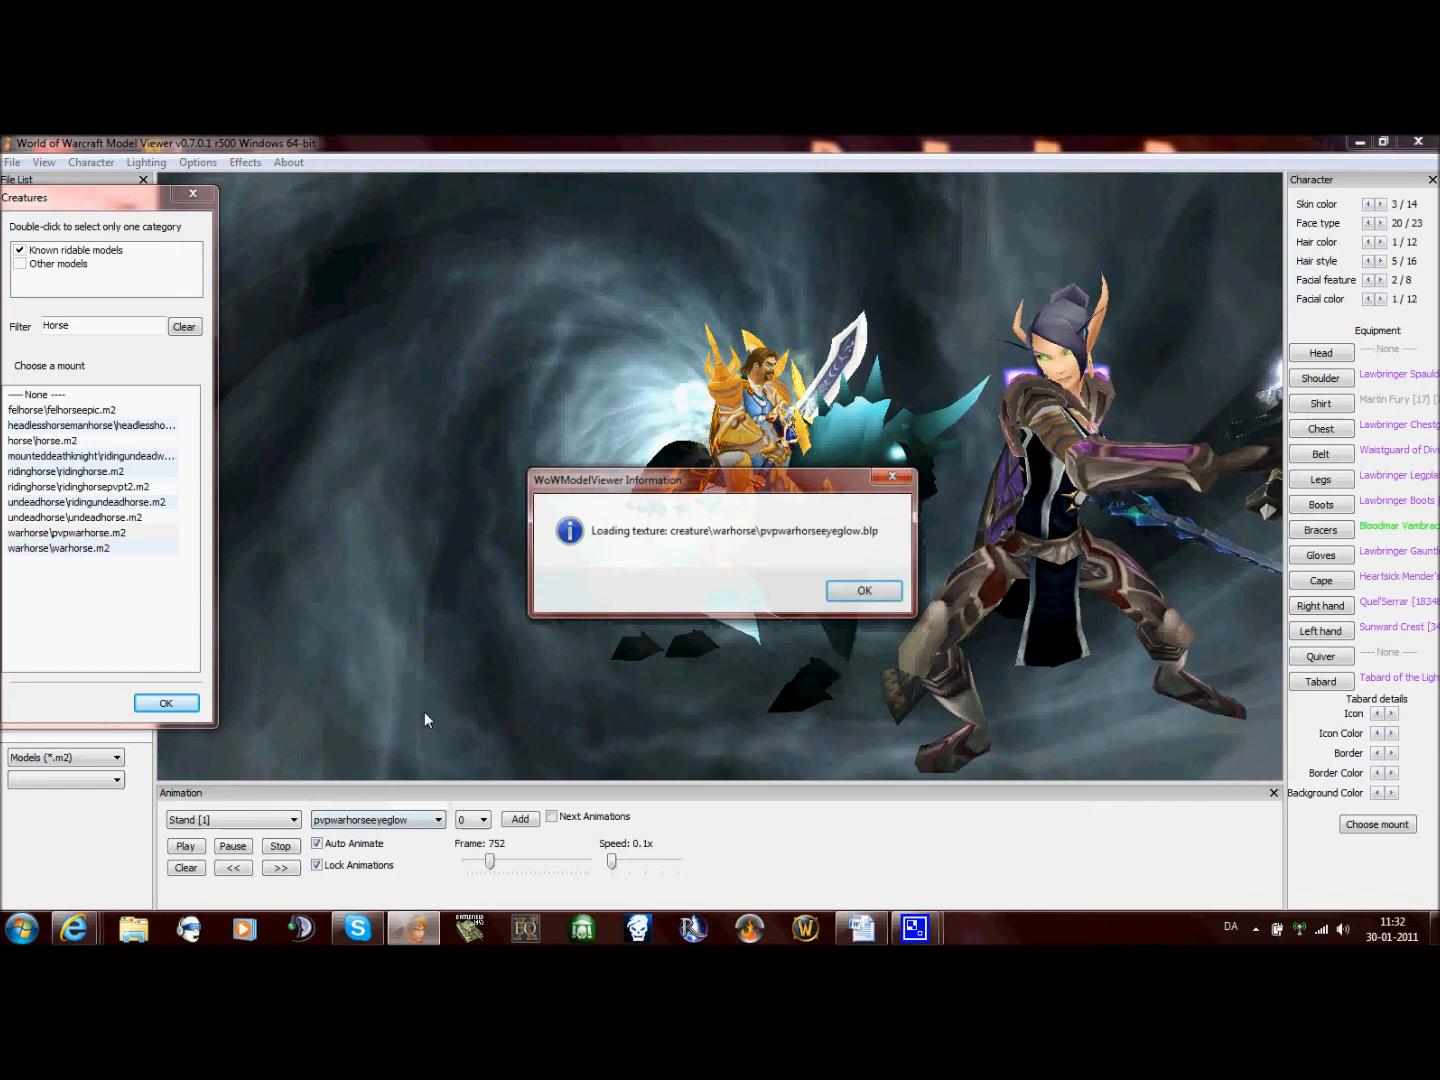 World of Warcraft Model Viewer v0.7.0.1 r500 Windows 64-bit
File View Character Lighting Options Effects About
File List
Creatures
Double-click to select only one category
Known ridable models
Other models
Filter Horse Clear
Choose a mount
---- None ----
felhorse\felhorseepic.m2
headlesshorsemanhorse\headlessho...
horse\horse.m2
mounteddeathknight\ridingundeadw...
ridinghorse\ridinghorse.m2
ridinghorse\ridinghorsepvpt2.m2
undeadhorse\ridingundeadhorse.m2
undeadhorse\undeadhorse.m2
warhorse\pvpwarhorse.m2
warhorse\warhorse.m2
OK
Models (*.m2)
WoWModelViewer Information
Loading texture: creature\warhorse\pvpwarhorseeyeglow.blp
OK
Character
Skin color 3 / 14
Face type 20 / 23
Hair color 1 / 12
Hair style 5 / 16
Facial feature 2 / 8
Facial color 1 / 12
Equipment
Head ---- None ----
Shoulder Lawbringer Spauld
Shirt Martin Fury [17]
Chest Lawbringer Chestg
Belt Waistguard of Divi
Legs Lawbringer Legpla
Boots Lawbringer Boots
Bracers Bloodmar Vambrac
Gloves Lawbringer Gauntl
Cape Heartsick Mender's
Right hand Quel'Serrar [18348
Left hand Sunward Crest [34
Quiver ---- None ----
Tabard Tabard of the Ligh
Tabard details
Icon
Icon Color
Border
Border Color
Background Color
Choose mount
Animation
Stand [1] pvpwarhorseeyeglow 0 Add Next Animations
Play Pause Stop Auto Animate Frame: 752 Speed: 0.1x
Clear << >> Lock Animations
EQ
DA
11:32
30-01-2011